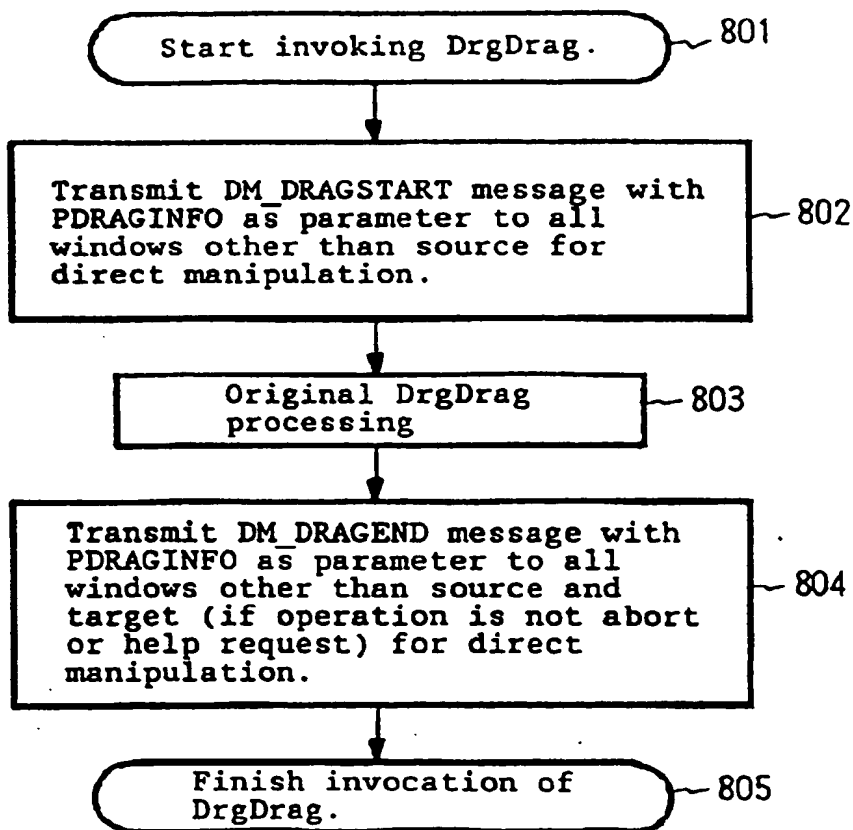 Start invoking DrgDrag.
801
Transmit DM_DRAGSTART message with
PDRAGINFO as parameter to all
windows other than source for
direct manipulation.
802
Original DrgDrag
processing
803
Transmit DM_DRAGEND message with
PDRAGINFO as parameter to all
windows other than source and
target (if operation is not abort
or help request) for direct
manipulation.
804
Finish invocation of
DrgDrag.
805